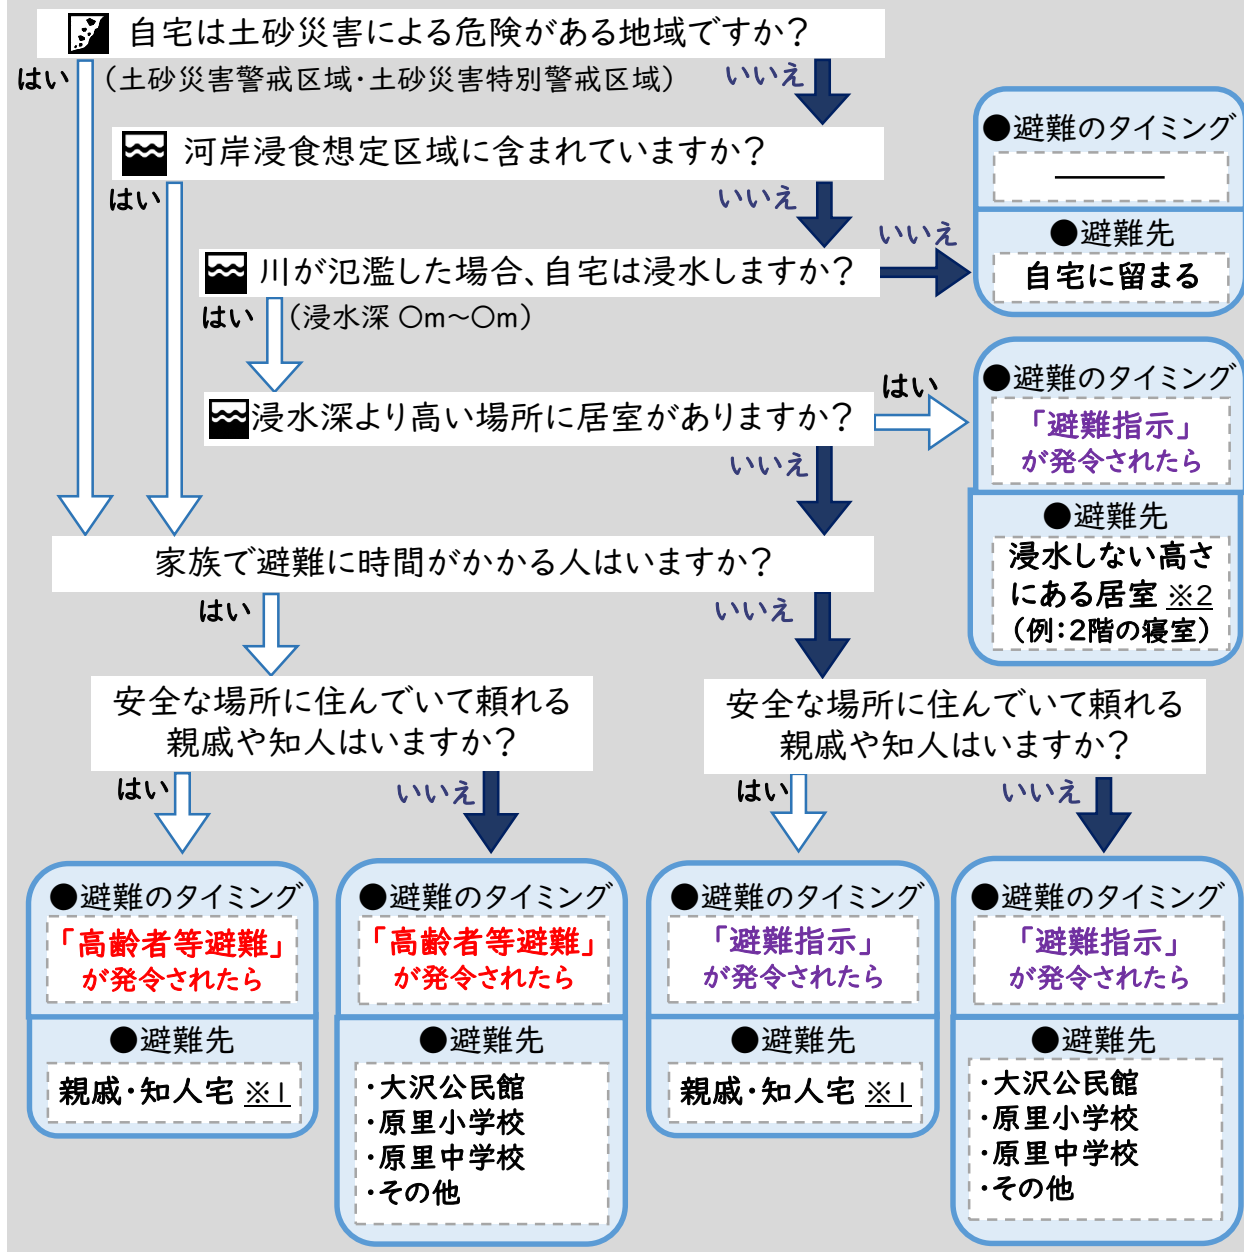 自宅は土砂災害による危険がある地域ですか?
はい
(土砂災害警戒区域・土砂災害特別警戒区域)
いいえ
河岸浸食想定区域に含まれていますか?
はい
いいえ
川が氾濫した場合、自宅は浸水しますか?
いいえ
はい
(浸水深 〇m~〇m)
●避難のタイミング
————
●避難先
自宅に留まる
浸水深より高い場所に居室がありますか?
はい
いいえ
●避難のタイミング
「避難指示」
が発令されたら
●避難先
浸水しない高さ
にある居室 ※2
(例:2階の寝室)
家族で避難に時間がかかる人はいますか?
はい
いいえ
安全な場所に住んでいて頼れる
親戚や知人はいますか?
はい
いいえ
安全な場所に住んでいて頼れる
親戚や知人はいますか?
はい
いいえ
●避難のタイミング
「高齢者等避難」
が発令されたら
●避難先
親戚・知人宅 ※1
●避難のタイミング
「高齢者等避難」
が発令されたら
●避難先
・大沢公民館
・原里小学校
・原里中学校
・その他
●避難のタイミング
「避難指示」
が発令されたら
●避難先
親戚・知人宅 ※1
●避難のタイミング
「避難指示」
が発令されたら
●避難先
・大沢公民館
・原里小学校
・原里中学校
・その他